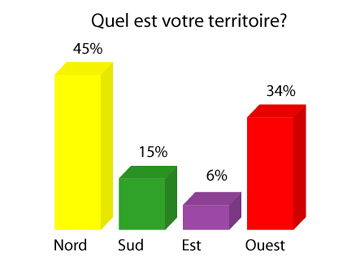 Quel est votre territoire?
45%
15%
6%
34%
Nord Sud Est Ouest